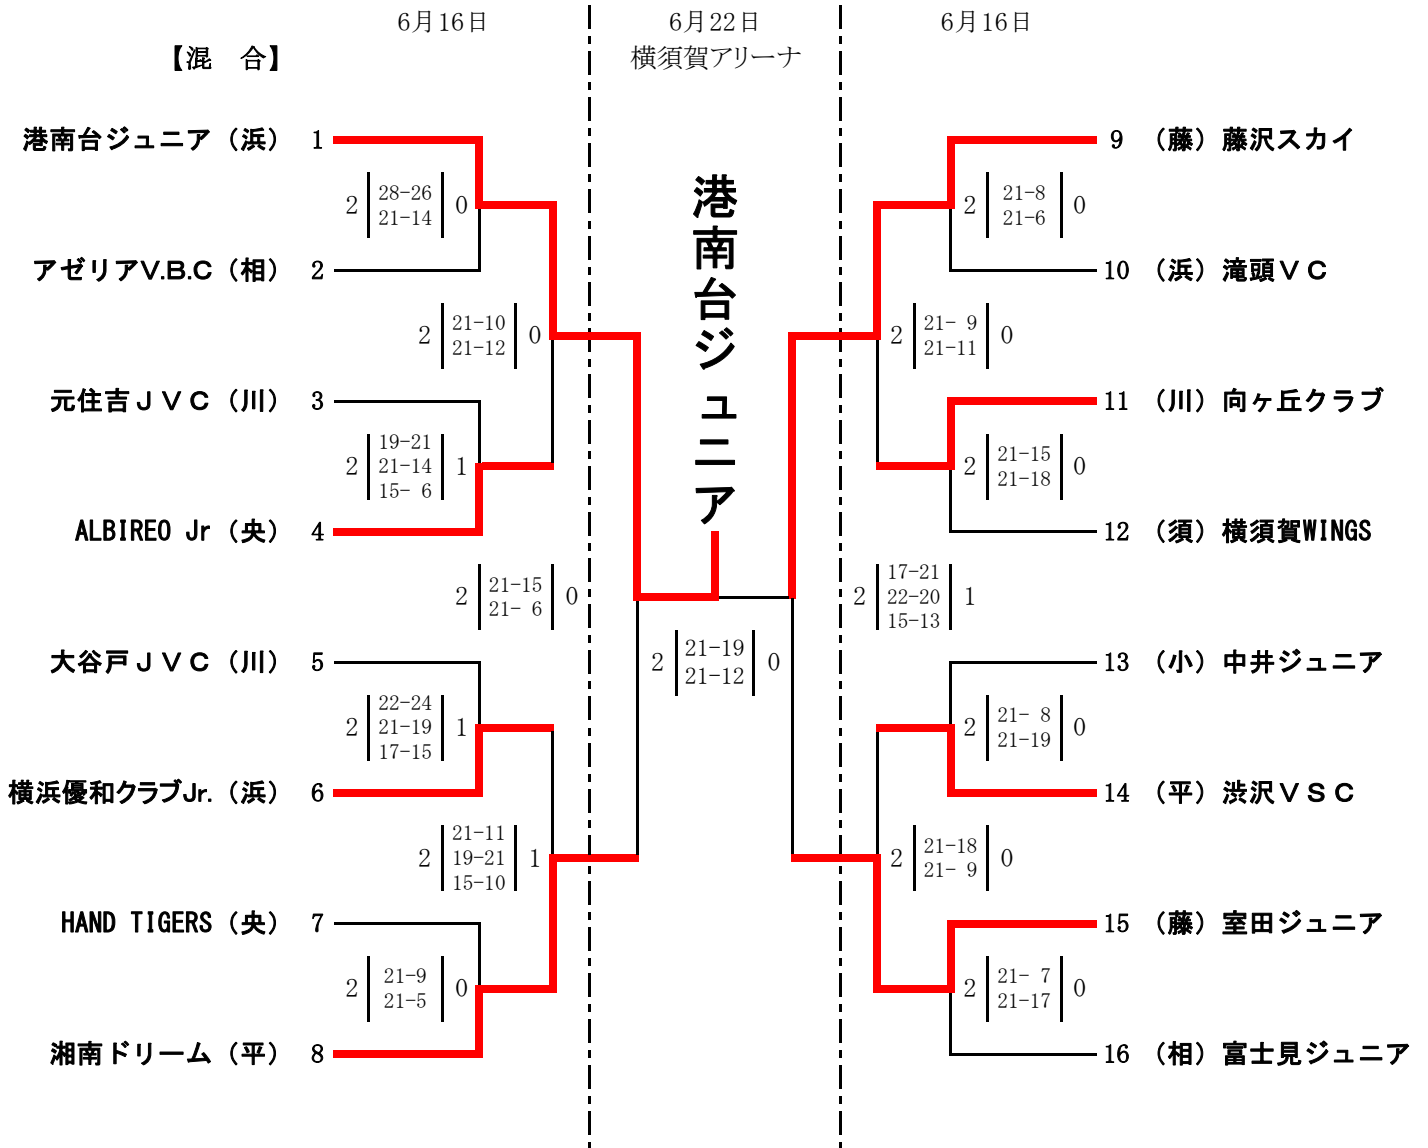 6月16日
6月22日
6月16日
【混　合】
横須賀アリーナ
港南台ジュニア（浜） 1
9 （藤）藤沢スカイ
2 28-26 21-14 0
港南台ジュニア
2 21-8 21-6 0
アゼリアV.B.C（相） 2
10 （浜）滝頭ＶＣ
2 21-10 21-12 0
2 21- 9 21-11 0
元住吉ＪＶＣ（川） 3
11 （川）向ヶ丘クラブ
2 19-21 21-14 15- 6 1
2 21-15 21-18 0
ALBIREO Jr（央） 4
12 （須）横須賀WINGS
2 21-15 21- 6 0
2 17-21 22-20 15-13 1
大谷戸ＪＶＣ（川） 5
2 21-19 21-12 0
13 （小）中井ジュニア
2 22-24 21-19 17-15 1
2 21- 8 21-19 0
横浜優和クラブJr.（浜） 6
14 （平）渋沢ＶＳＣ
2 21-11 19-21 15-10 1
2 21-18 21- 9 0
HAND TIGERS（央） 7
15 （藤）室田ジュニア
2 21-9 21-5 0
2 21- 7 21-17 0
湘南ドリーム（平） 8
16 （相）富士見ジュニア